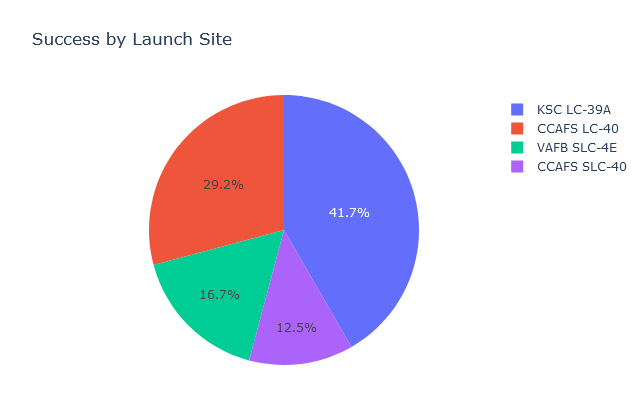 Success by Launch Site
KSC LC-39A
CCAFS LC-40
VAFB SLC-4E
CCAFS SLC-40
29.2%
41.7%
16.7%
12.5%